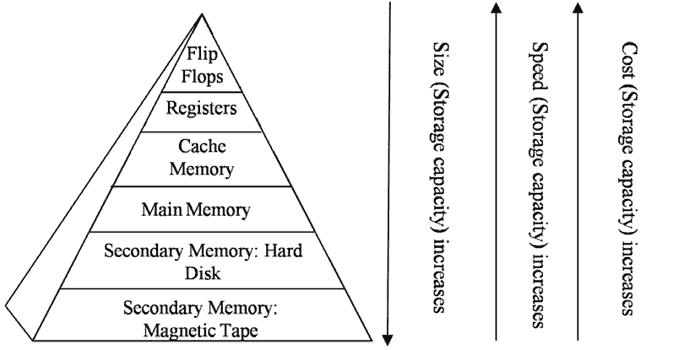 Flip
Flops
Registers
Cache
Memory
Main Memory
Secondary Memory: Hard
Disk
Secondary Memory:
Magnetic Tape
Size (Storage capacity) increases
Speed (Storage capacity) increases
Cost (Storage capacity) increases